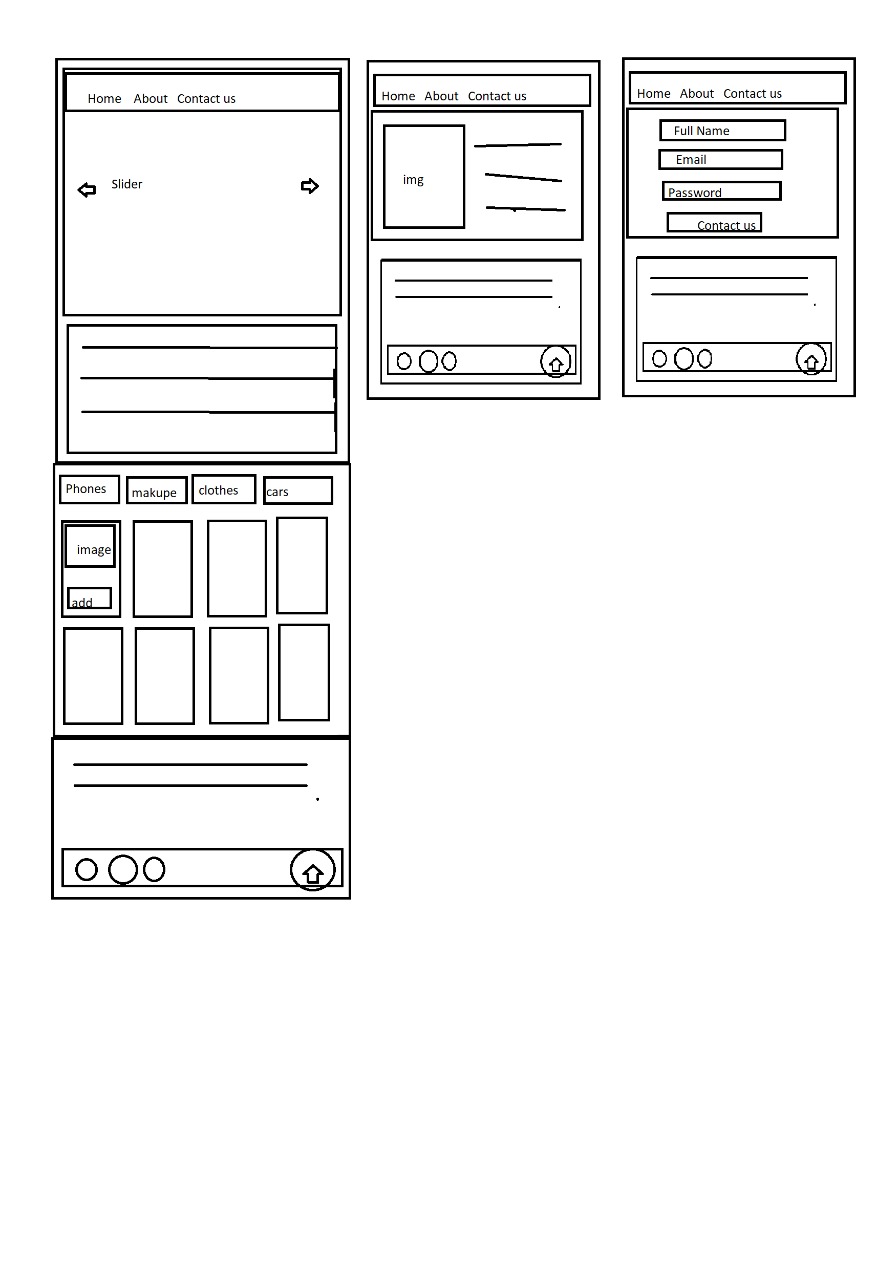 Home About Contact us
Slider
Phones makupe clothes cars
image
add
Home About Contact us
img
Home About Contact us
Full Name
Email
Password
Contact us